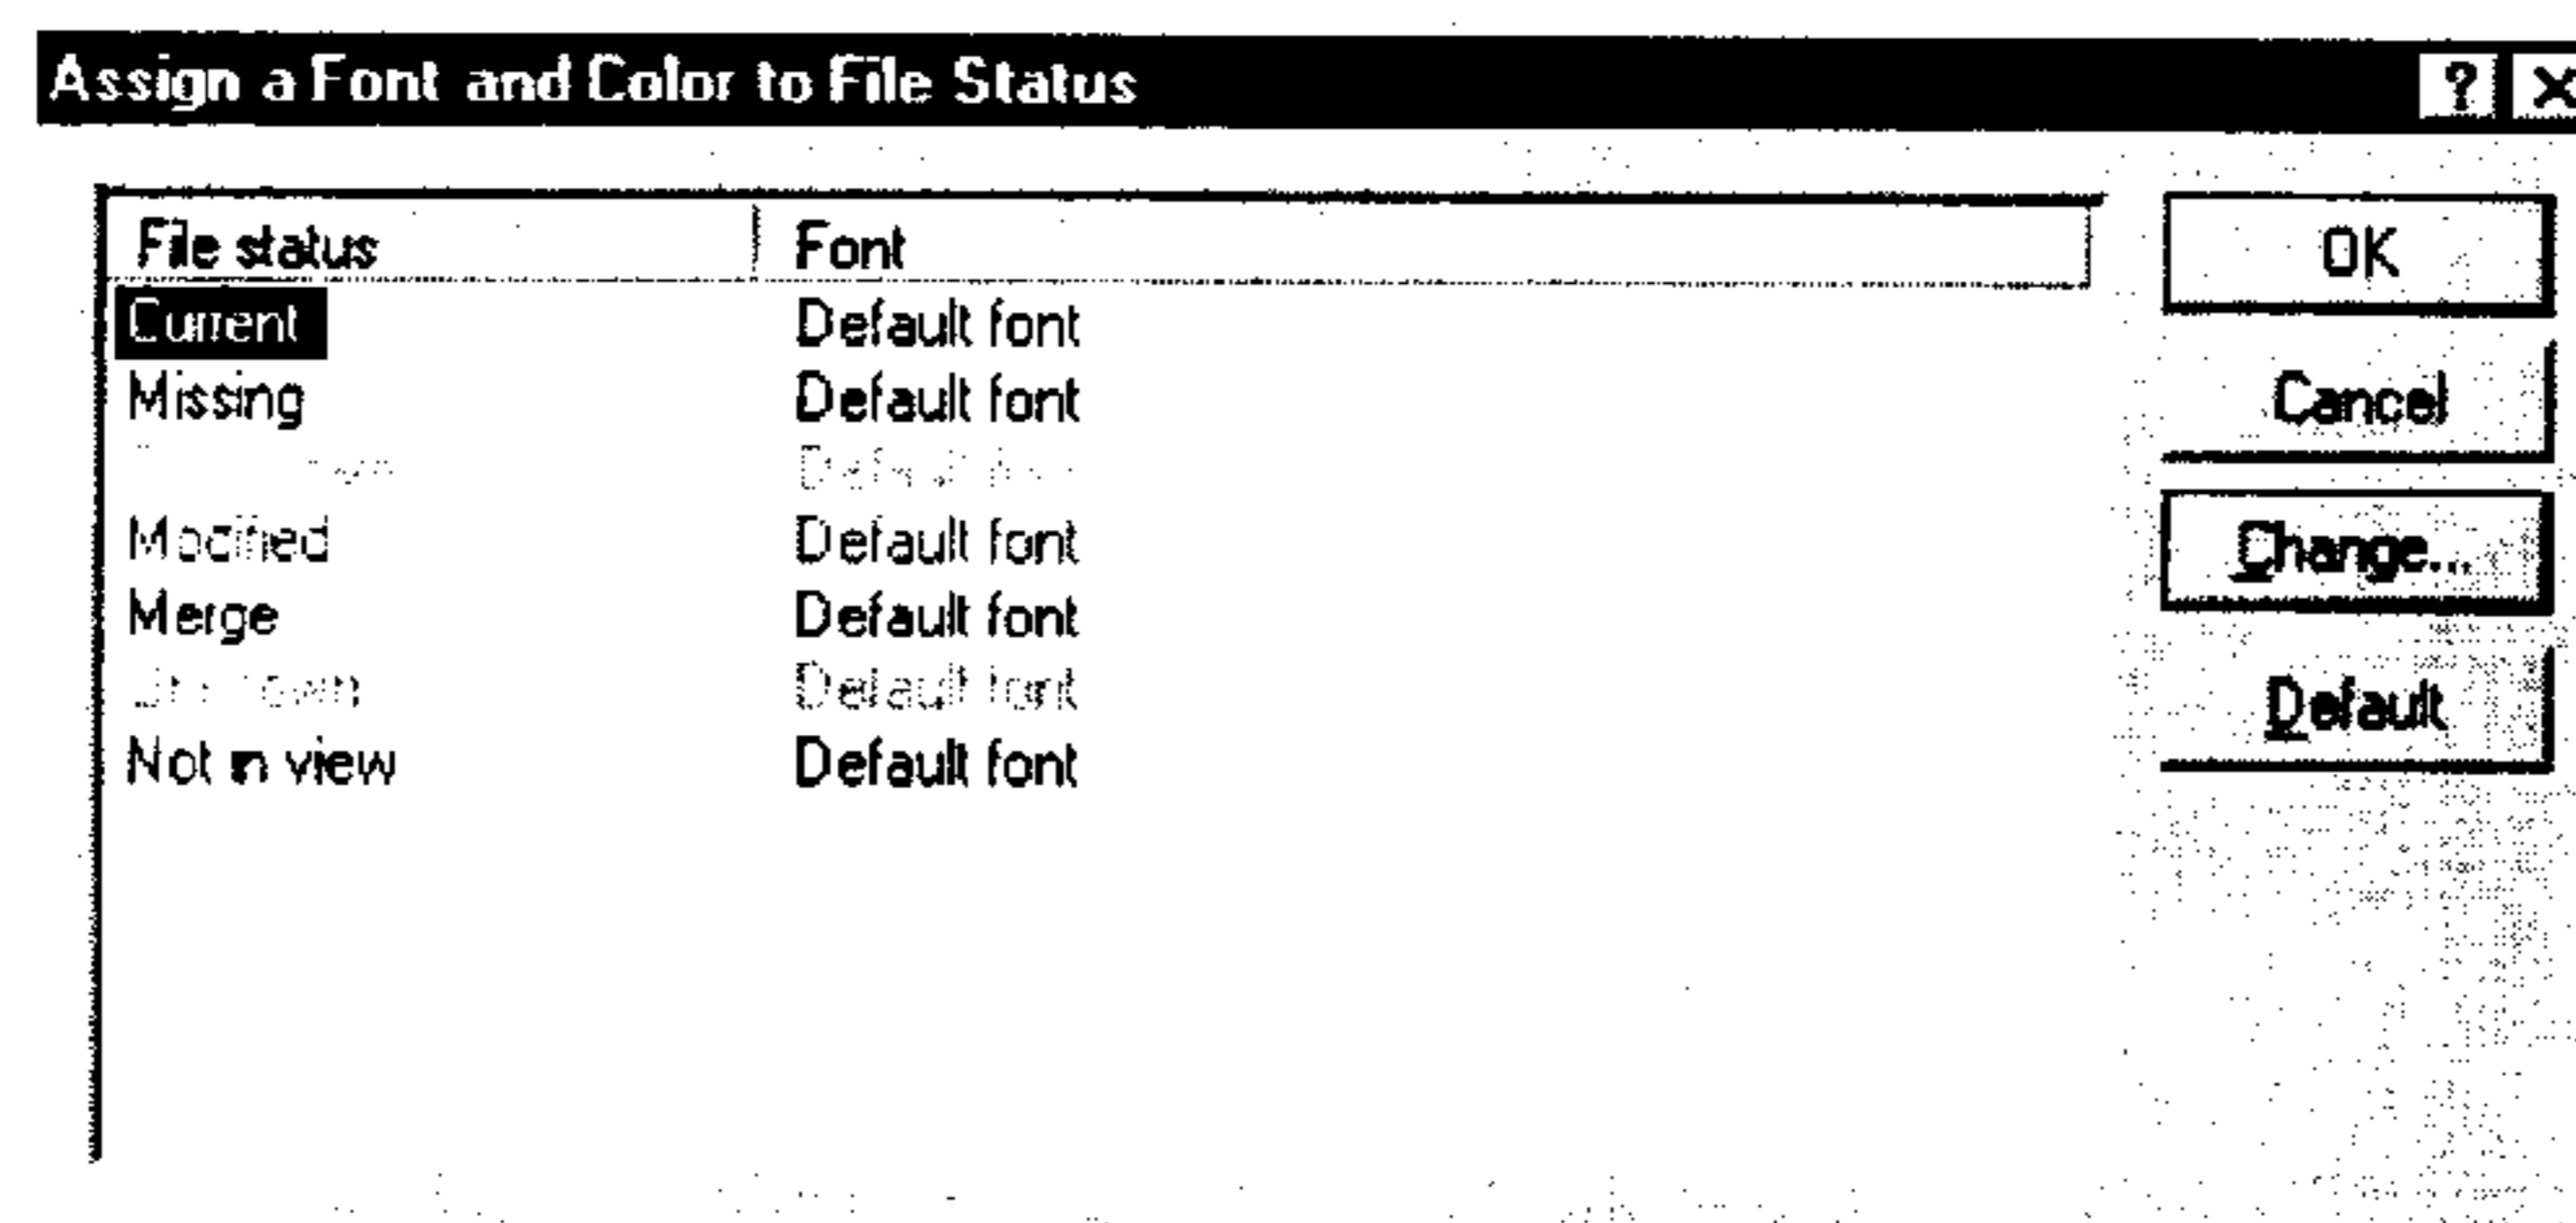 Assign a Font and Color to File Status
? X
File status Font
Current Default font
Missing Default font
Modified Default font
Merge Default font
Default font
Not in view Default font
OK
Cancel
Change...
Default